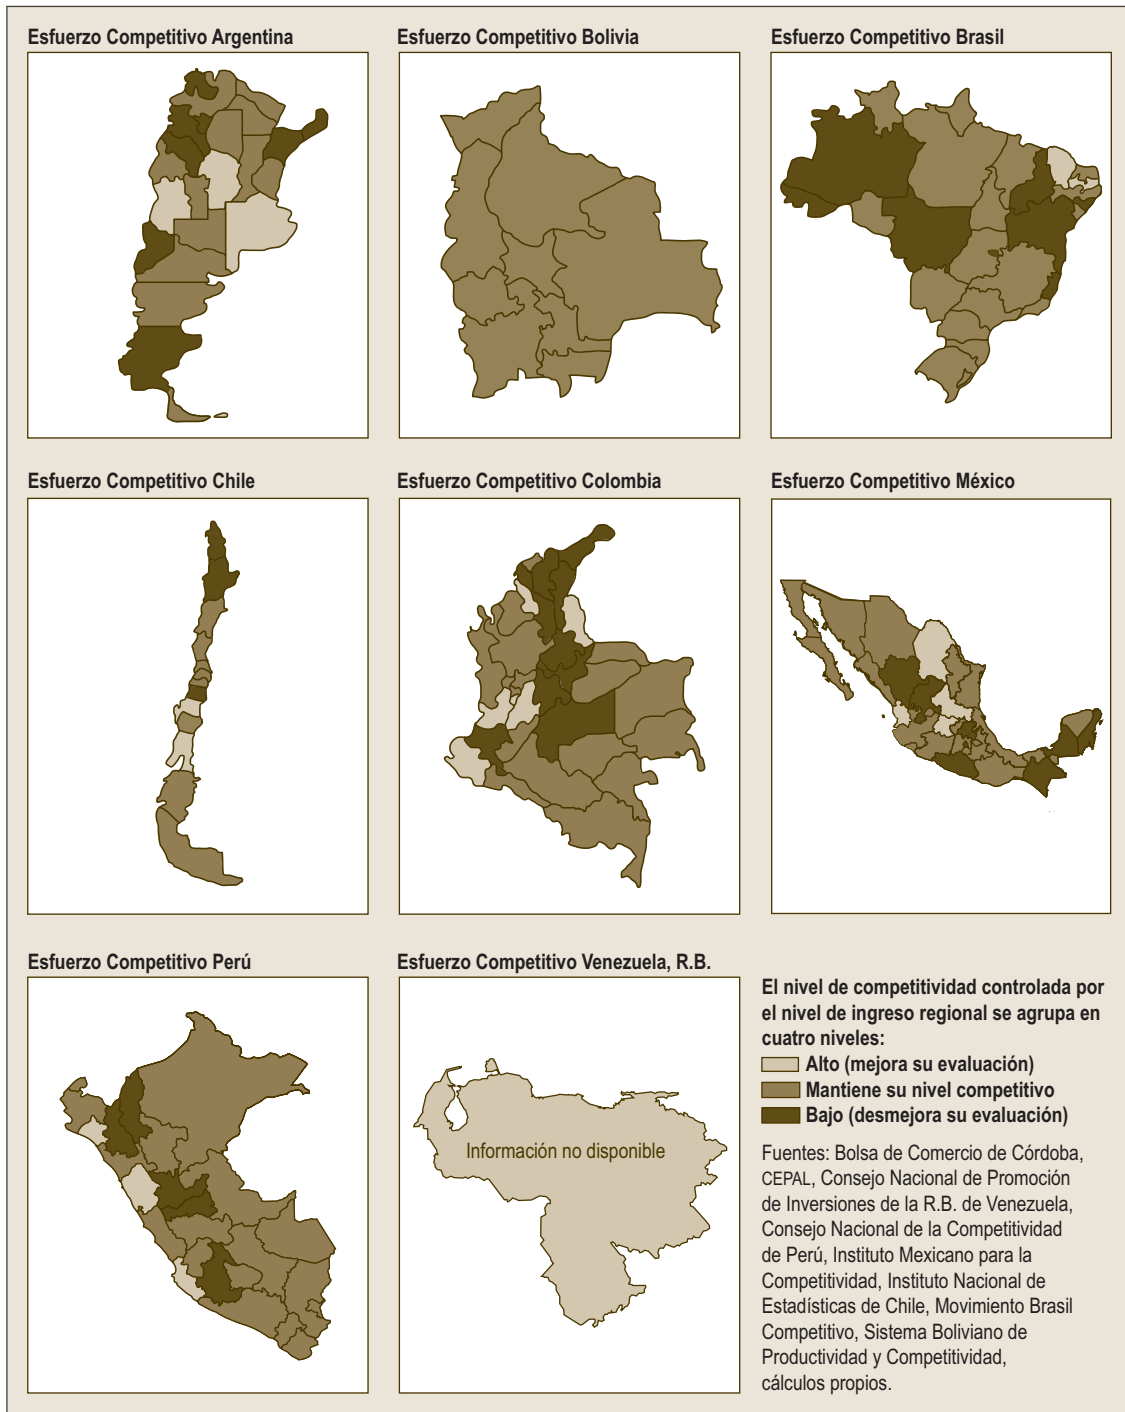 Esfuerzo Competitivo Argentina
Esfuerzo Competitivo Bolivia
Esfuerzo Competitivo Brasil
Esfuerzo Competitivo Chile
Esfuerzo Competitivo Colombia
Esfuerzo Competitivo México
Esfuerzo Competitivo Perú
Esfuerzo Competitivo Venezuela, R.B.
Información no disponible
El nivel de competitividad controlada por
el nivel de ingreso regional se agrupa en
cuatro niveles:
Alto (mejora su evaluación)
Mantiene su nivel competitivo
Bajo (desmejora su evaluación)
Fuentes: Bolsa de Comercio de Córdoba,
CEPAL, Consejo Nacional de Promoción
de Inversiones de la R.B. de Venezuela,
Consejo Nacional de la Competitividad
de Perú, Instituto Mexicano para la
Competitividad, Instituto Nacional de
Estadísticas de Chile, Movimiento Brasil
Competitivo, Sistema Boliviano de
Productividad y Competitividad,
cálculos propios.